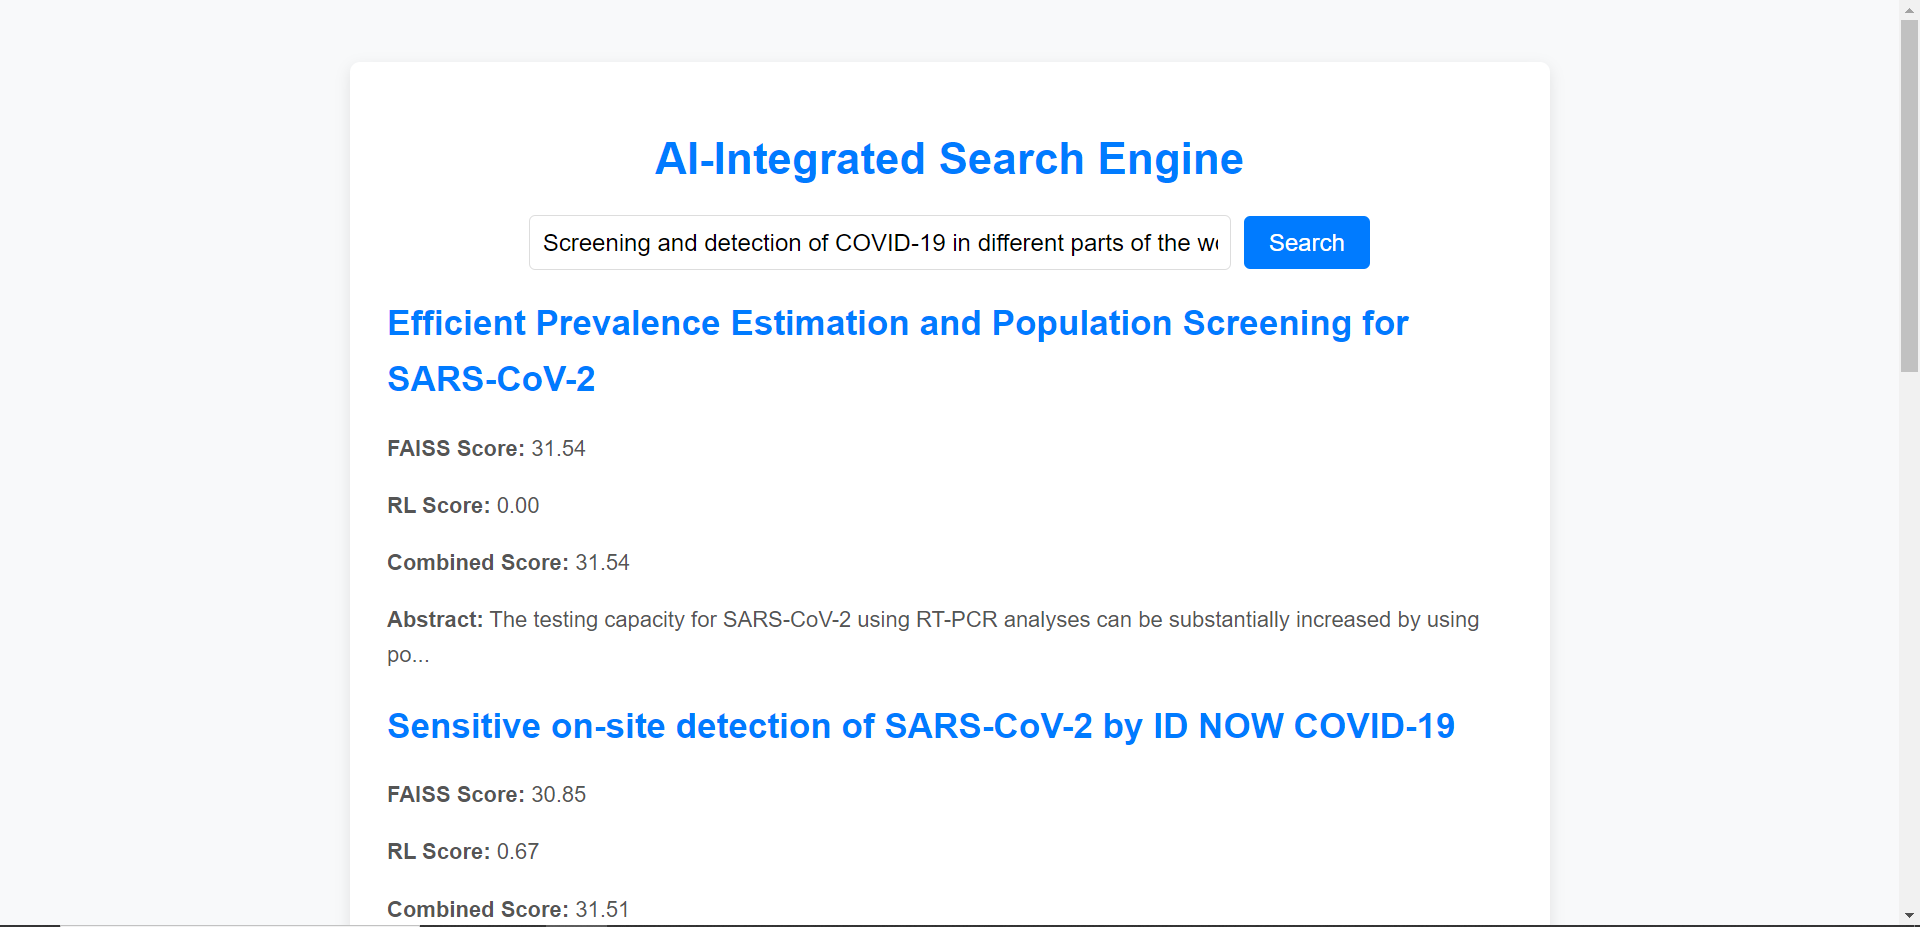 AI-Integrated Search Engine
Screening and detection of COVID-19 in different parts of the
Search
Efficient Prevalence Estimation and Population Screening for
SARS-CoV-2
FAISS Score: 31.54
RL Score: 0.00
Combined Score: 31.54
Abstract: The testing capacity for SARS-CoV-2 using RT-PCR analyses can be substantially increased by using
po...
Sensitive on-site detection of SARS-CoV-2 by ID NOW COVID-19
FAISS Score: 30.85
RL Score: 0.67
Combined Score: 31.51